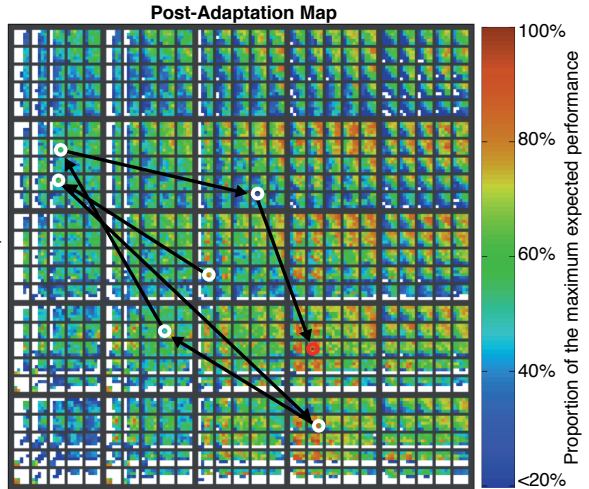 Post-Adaptation Map
100%
80%
60%
40%
<20%
Proportion of the maximum expected performance